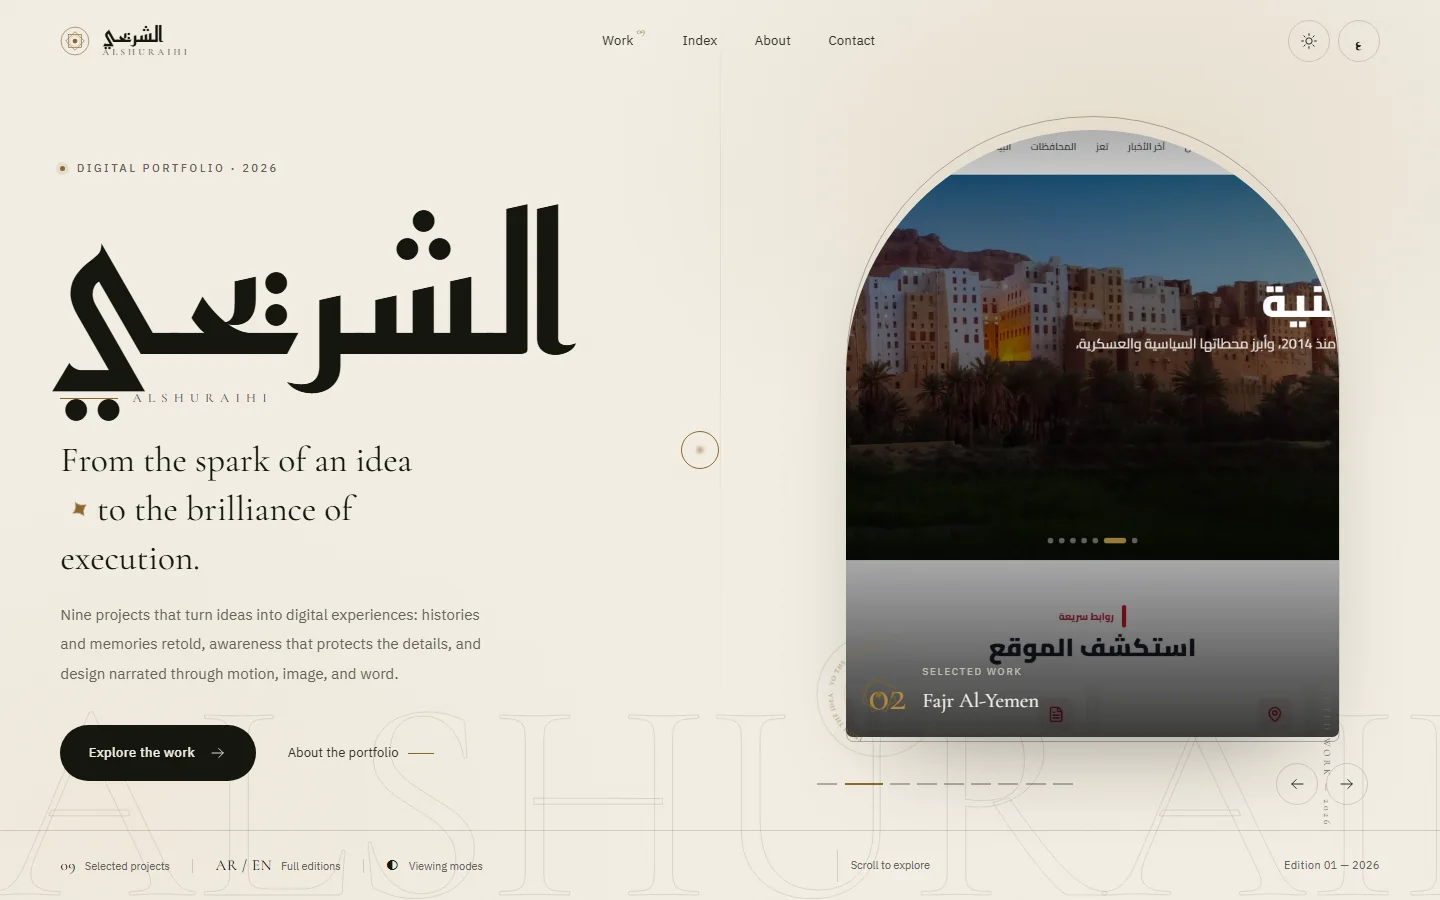 الشرعي
ALSHURAIHI
Work 09
Index
About
Contact
ع
DIGITAL PORTFOLIO · 2026
الشرعي
ALSHURAIHI
From the spark of an idea
to the brilliance of
execution.
Nine projects that turn ideas into digital experiences: histories
and memories retold, awareness that protects the details, and
design narrated through motion, image, and word.
Explore the work
About the portfolio
آخر الأخبار
تعز
المحافظات
منذ 2014، وأبرز محطاتها السياسية والعسكرية،
روابط سريعة
استكشف الموقع
SELECTED WORK
02
Fajr Al-Yemen
WORK — 2026
09 Selected projects
AR / EN Full editions
Viewing modes
Scroll to explore
Edition 01 — 2026
ALSHURAI